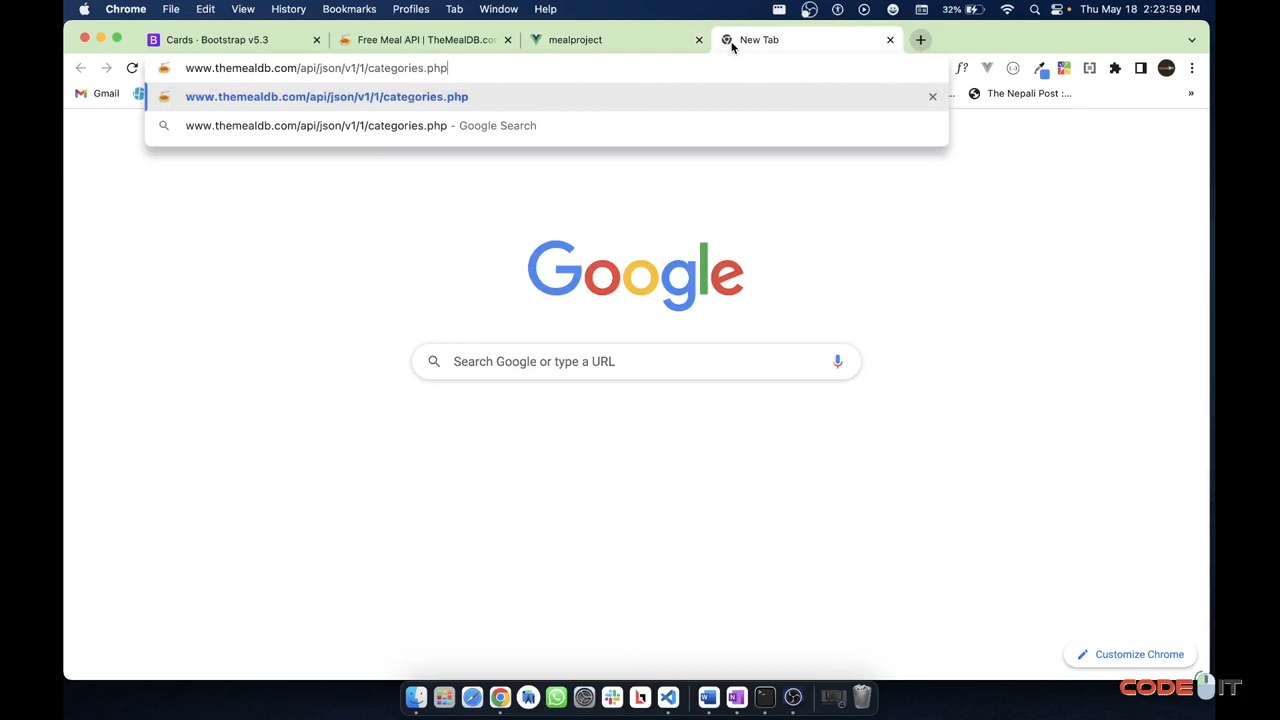 Chrome File Edit View History Bookmarks Profiles Tab Window Help 32% Thu May 18 2:23:59 PM
Cards · Bootstrap v5.3 Free Meal API | TheMealDB.co mealproject New Tab
www.themealdb.com/api/json/v1/1/categories.php
Gmail www.themealdb.com/api/json/v1/1/categories.php The Nepali Post :... »
www.themealdb.com/api/json/v1/1/categories.php - Google Search
Google
Search Google or type a URL
Customize Chrome
CODE IT